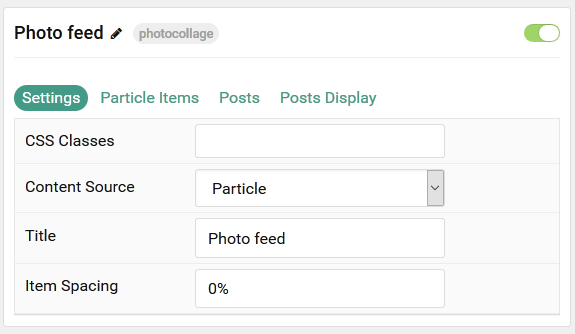 Photo feed photocollage
Settings Particle Items Posts Posts Display
CSS Classes
Content Source Particle
Title Photo feed
Item Spacing 0%